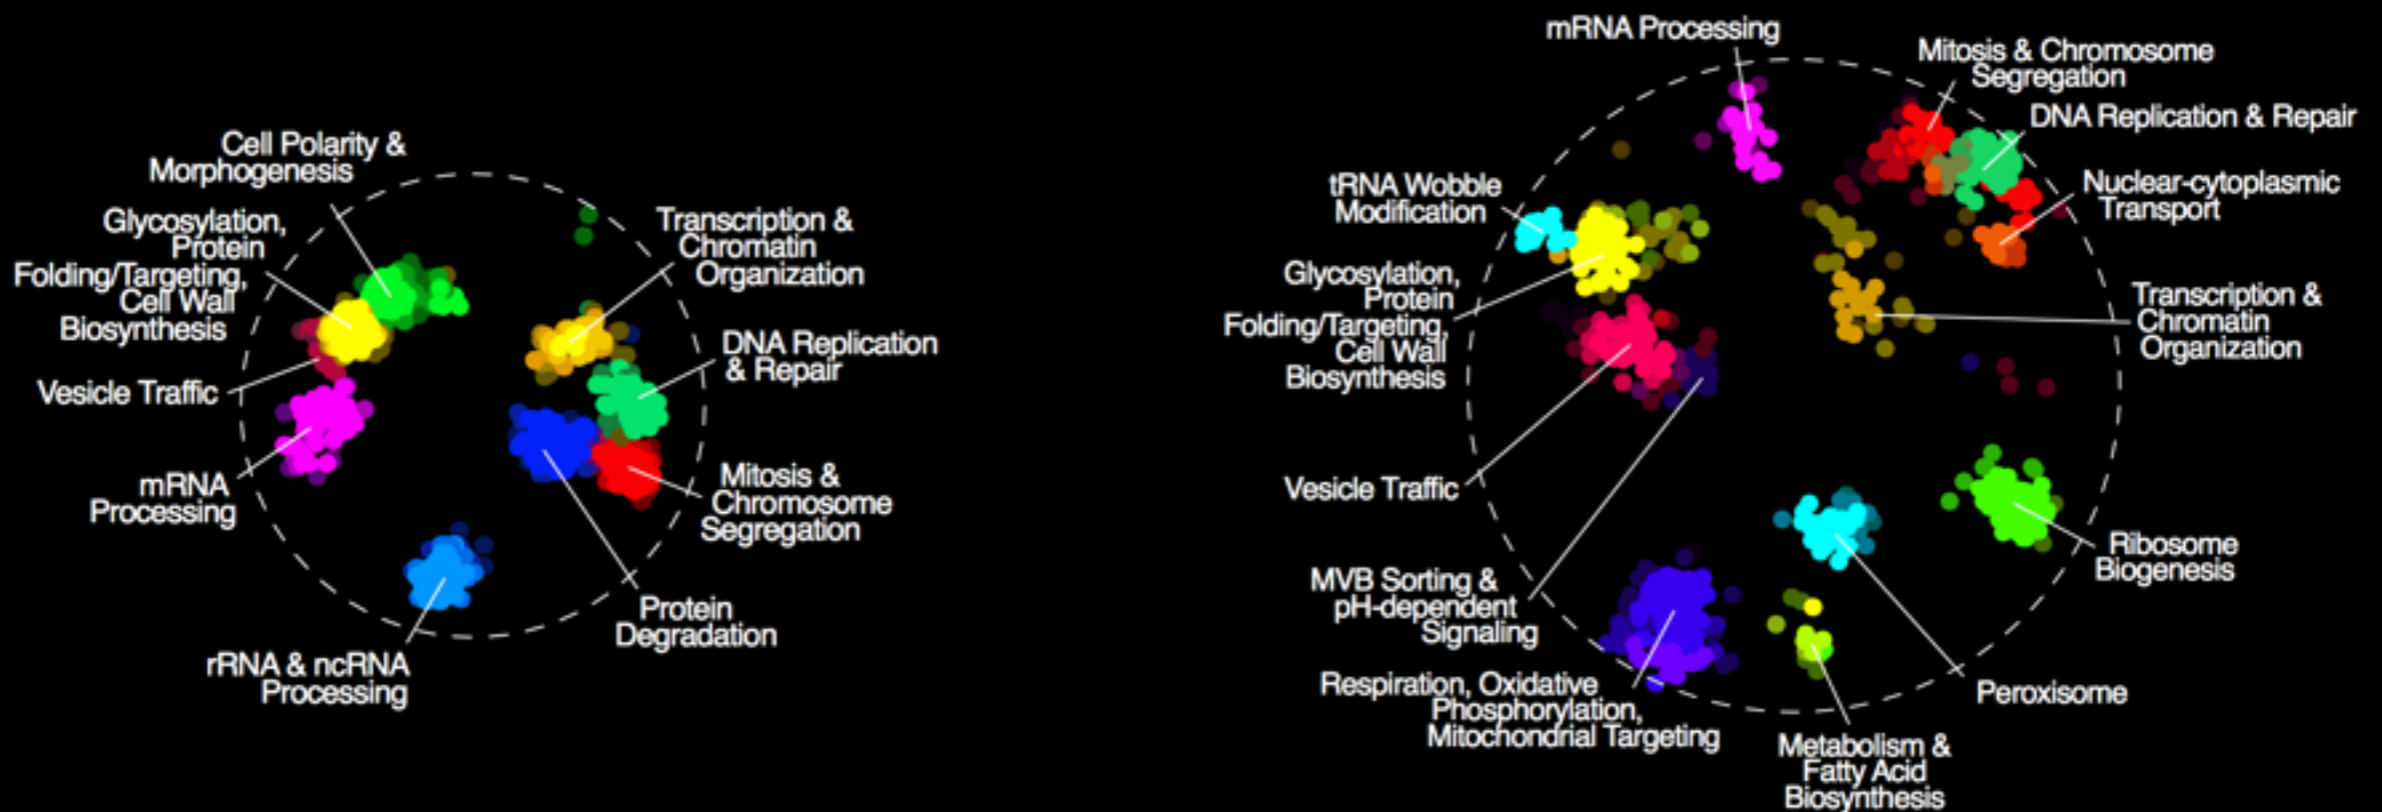 Cell Polarity &
Morphogenesis
Glycosylation,
Protein
Folding/Targeting,
Cell Wall
Biosynthesis
Vesicle Traffic
mRNA
Processing
rRNA & ncRNA
Processing
Transcription &
Chromatin
Organization
DNA Replication
& Repair
Mitosis &
Chromosome
Segregation
Protein
Degradation
mRNA Processing
Mitosis & Chromosome
Segregation
DNA Replication & Repair
Nuclear-cytoplasmic
Transport
tRNA Wobble
Modification
Glycosylation,
Protein
Folding/Targeting,
Cell Wall
Biosynthesis
Transcription &
Chromatin
Organization
Vesicle Traffic
MVB Sorting &
pH-dependent
Signaling
Ribosome
Biogenesis
Respiration, Oxidative
Phosphorylation,
Mitochondrial Targeting
Peroxisome
Metabolism &
Fatty Acid
Biosynthesis